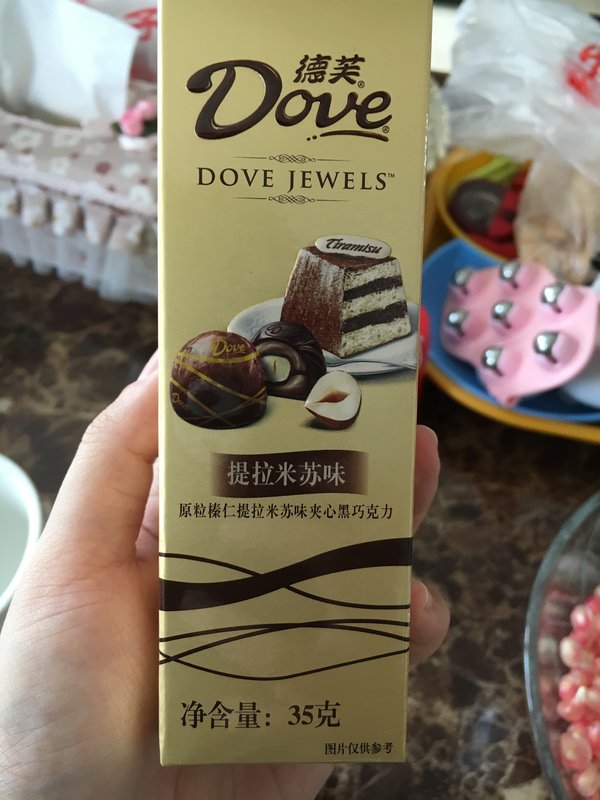 德芙
Dove
DOVE JEWELS™
Tiramisu
Dove
提拉米苏味
原粒榛仁提拉米苏味夹心黑巧克力
净含量：35克
图片仅供参考